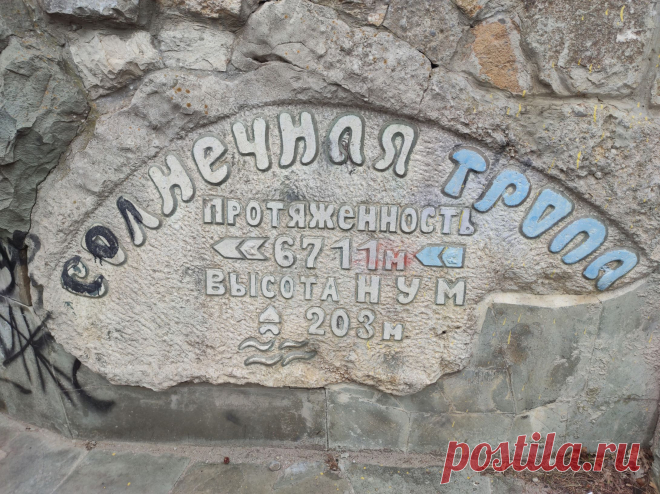 СОЛНЕЧНАЯ ТРОПА
ПРОТЯЖЕННОСТЬ
6711м
ВЫСОТА НУМ
203м
postila.ru